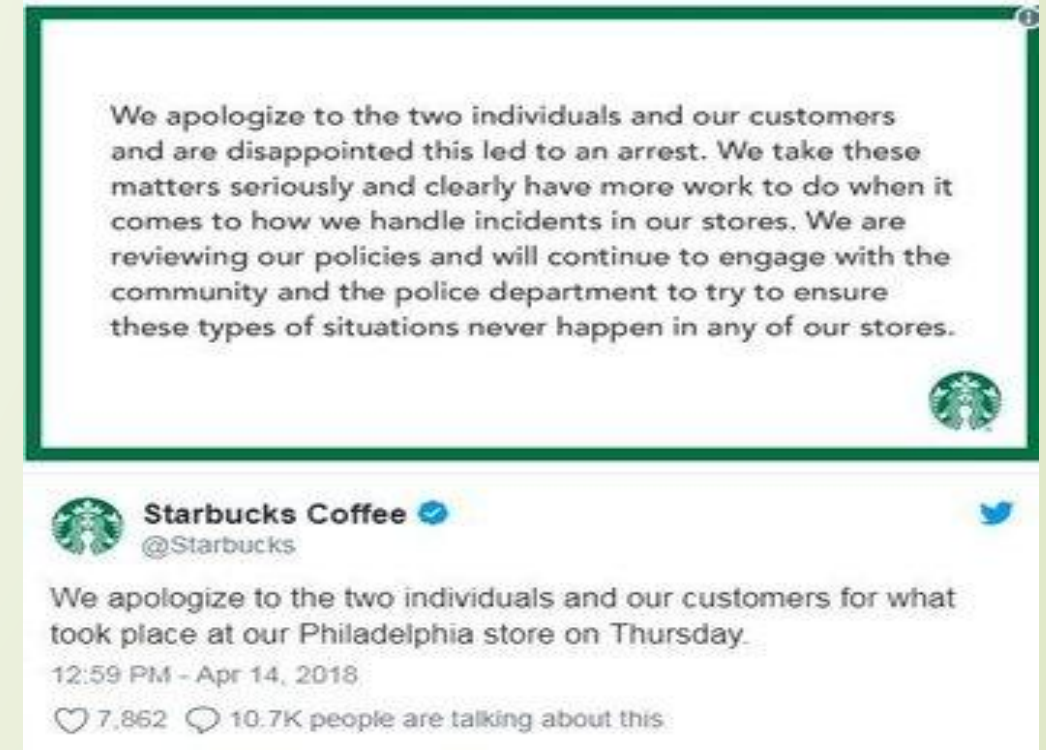 We apologize to the two individuals and our customers
and are disappointed this led to an arrest. We take these
matters seriously and clearly have more work to do when it
comes to how we handle incidents in our stores. We are
reviewing our policies and will continue to engage with the
community and the police department to try to ensure
these types of situations never happen in any of our stores.
Starbucks Coffee
@Starbucks
We apologize to the two individuals and our customers for what
took place at our Philadelphia store on Thursday.
12:59 PM - Apr 14, 2018
7,862 10.7K people are talking about this